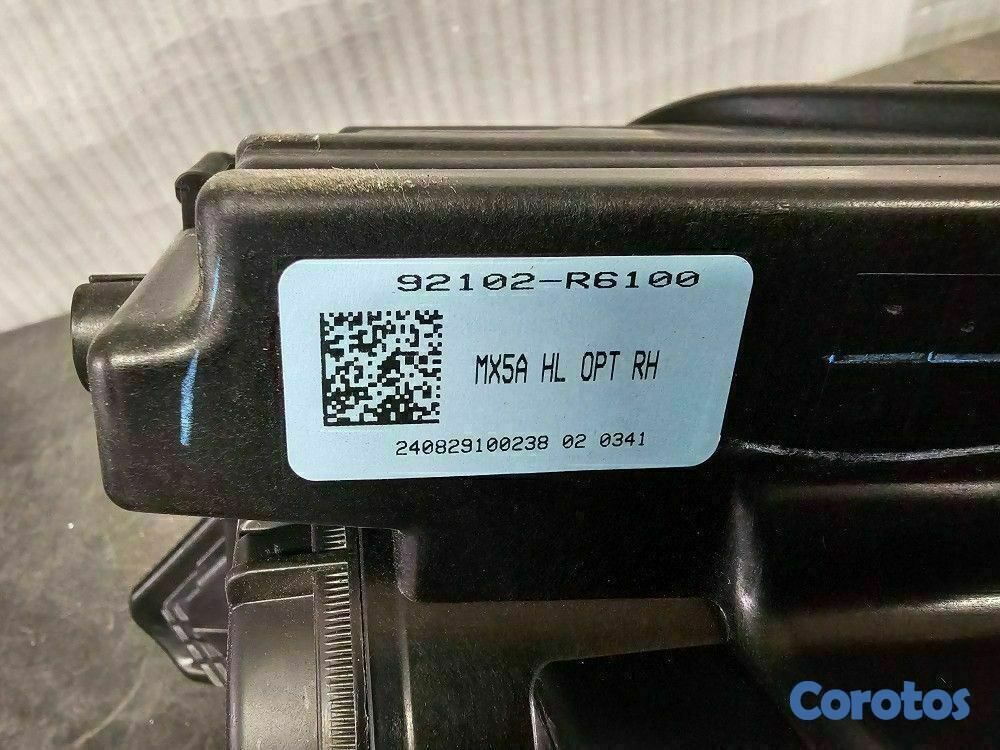 92102-R6100
MX5A HL OPT RH
240829100238 02 0341
Corotos